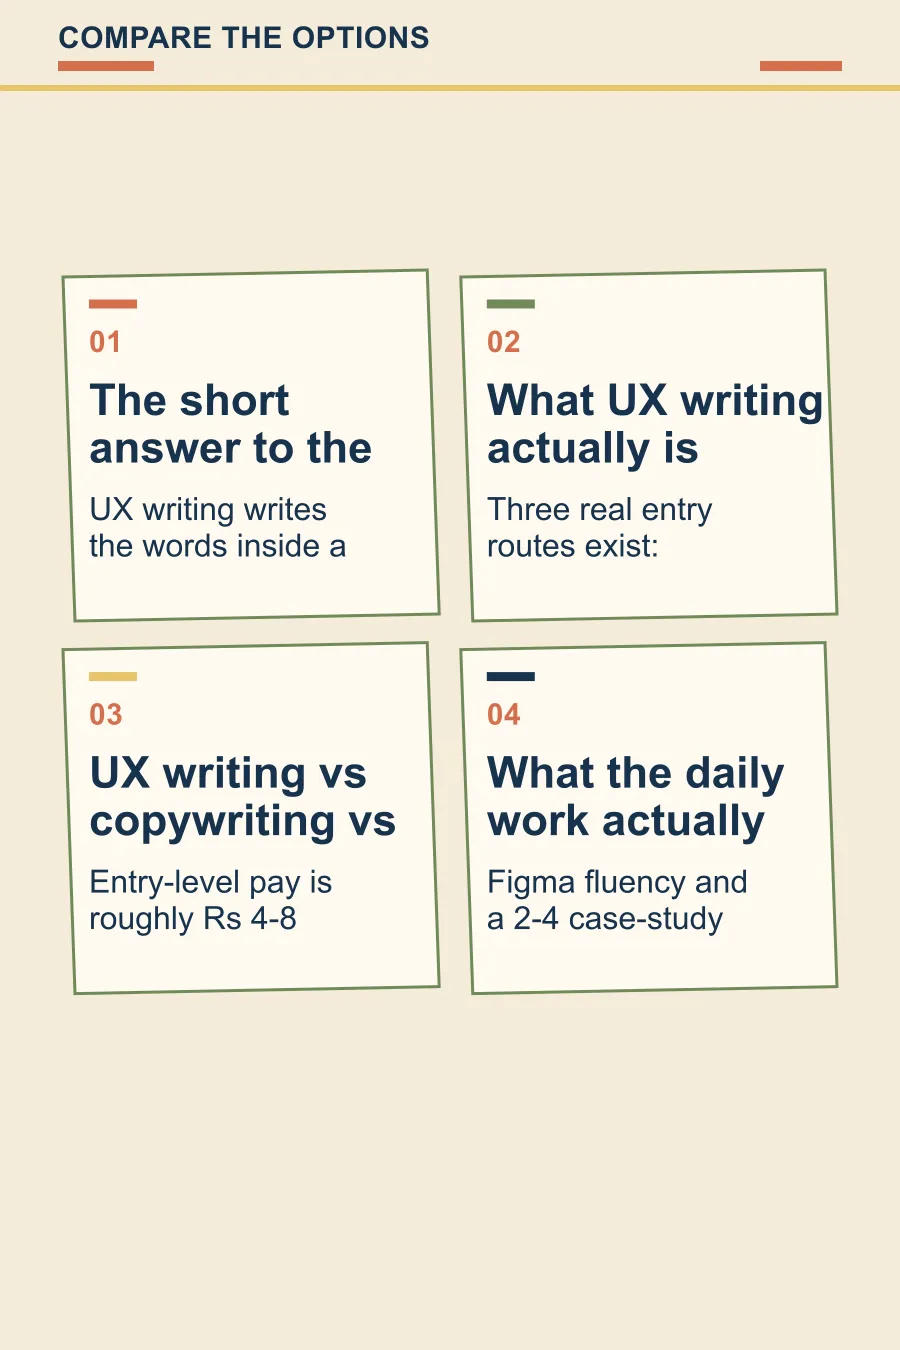 COMPARE THE OPTIONS
01
The short
answer to the
UX writing writes
the words inside a
02
What UX writing
actually is
Three real entry
routes exist:
03
UX writing vs
copywriting vs
Entry-level pay is
roughly Rs 4-8
04
What the daily
work actually
Figma fluency and
a 2-4 case-study